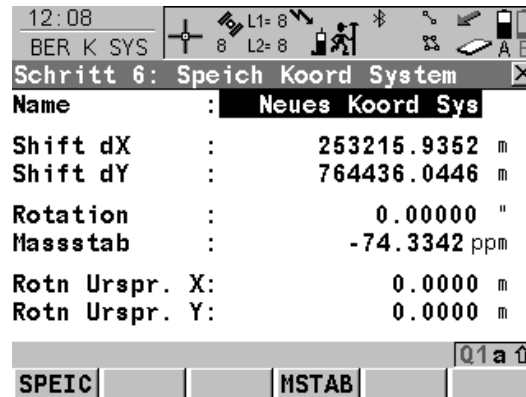 12:08
BER K SYS
L1= 8
8 L2= 8
A B
Schritt 6: Speich Koord System
Name : Neues Koord Sys
Shift dX : 253215.9352 m
Shift dY : 764436.0446 m
Rotation : 0.00000 "
Massstab : -74.3342 ppm
Rotn Urspr. X: 0.0000 m
Rotn Urspr. Y: 0.0000 m
Q1 a
SPEIC MSTAB